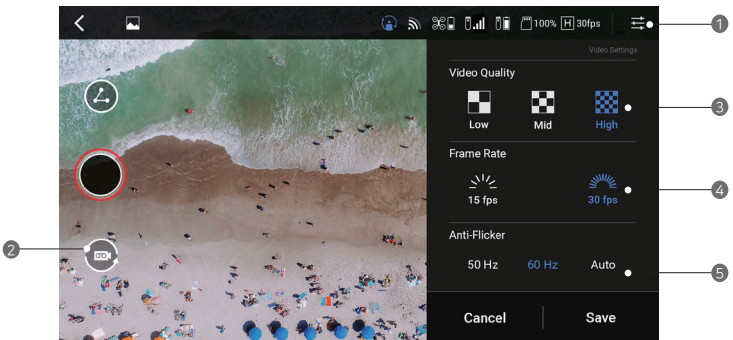 100% H 30fps
1
Video Settings
Video Quality
3
Low Mid High
Frame Rate
4
15 fps 30 fps
2
Anti-Flicker
50 Hz 60 Hz Auto
5
Cancel Save